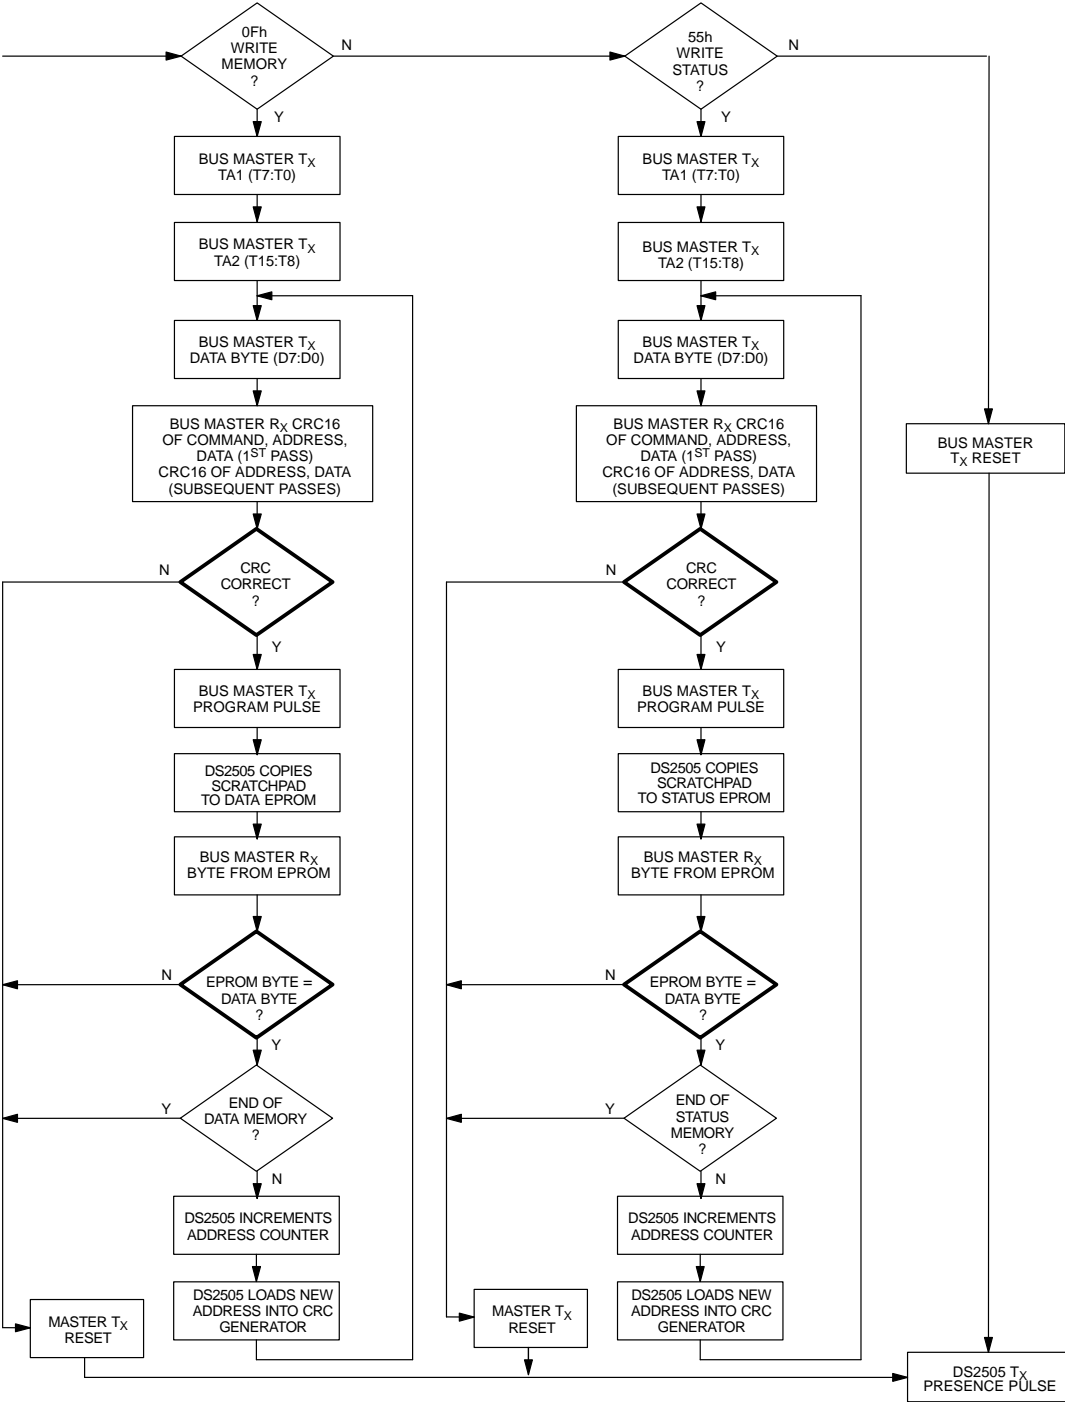 0Fh
WRITE
MEMORY
?
N
Y
BUS MASTER TX
TA1 (T7:T0)
BUS MASTER TX
TA2 (T15:T8)
BUS MASTER TX
DATA BYTE (D7:D0)
BUS MASTER RX CRC16
OF COMMAND, ADDRESS,
DATA (1ST PASS)
CRC16 OF ADDRESS, DATA
(SUBSEQUENT PASSES)
N
CRC
CORRECT
?
Y
BUS MASTER TX
PROGRAM PULSE
DS2505 COPIES
SCRATCHPAD
TO DATA EPROM
BUS MASTER RX
BYTE FROM EPROM
N
EPROM BYTE =
DATA BYTE
?
Y
Y
END OF
DATA MEMORY
?
N
DS2505 INCREMENTS
ADDRESS COUNTER
DS2505 LOADS NEW
ADDRESS INTO CRC
GENERATOR
MASTER TX
RESET
55h
WRITE
STATUS
?
N
Y
BUS MASTER TX
TA1 (T7:T0)
BUS MASTER TX
TA2 (T15:T8)
BUS MASTER TX
DATA BYTE (D7:D0)
BUS MASTER RX CRC16
OF COMMAND, ADDRESS,
DATA (1ST PASS)
CRC16 OF ADDRESS, DATA
(SUBSEQUENT PASSES)
N
CRC
CORRECT
?
Y
BUS MASTER TX
PROGRAM PULSE
DS2505 COPIES
SCRATCHPAD
TO STATUS EPROM
BUS MASTER RX
BYTE FROM EPROM
N
EPROM BYTE =
DATA BYTE
?
Y
Y
END OF
STATUS
MEMORY
?
N
DS2505 INCREMENTS
ADDRESS COUNTER
DS2505 LOADS NEW
ADDRESS INTO CRC
GENERATOR
MASTER TX
RESET
BUS MASTER
TX RESET
DS2505 TX
PRESENCE PULSE